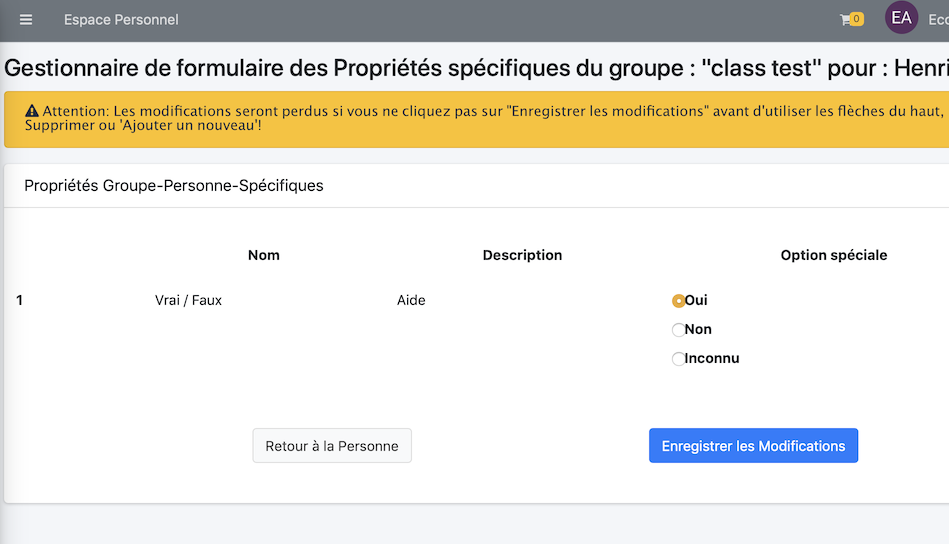 Espace Personnel
0
EA
Eco
Gestionnaire de formulaire des Propriétés spécifiques du groupe : "class test" pour : Henri
Attention: Les modifications seront perdus si vous ne cliquez pas sur "Enregistrer les modifications" avant d'utiliser les flèches du haut,
Supprimer ou 'Ajouter un nouveau'!
Propriétés Groupe-Personne-Spécifiques
Nom Description Option spéciale
1 Vrai / Faux Aide Oui
Non
Inconnu
Retour à la Personne Enregistrer les Modifications